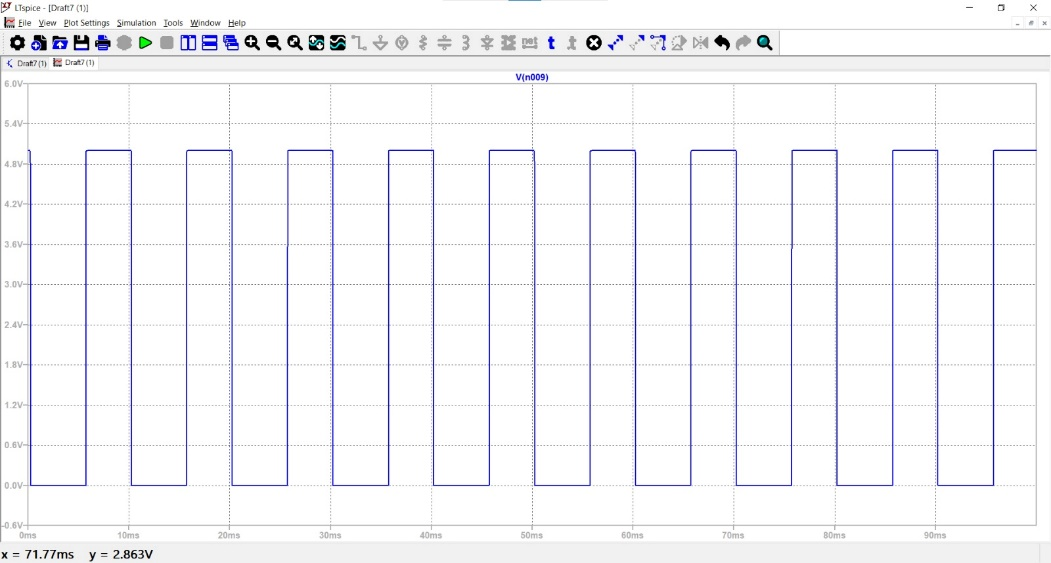 LTspice - [Draft7 (1)]
File View Plot Settings Simulation Tools Window Help
Draft7 (1) Draft7 (1)
V(n009)
6.0V
5.4V
4.8V
4.2V
3.6V
3.0V
2.4V
1.8V
1.2V
0.6V
0.0V
-0.6V
0ms 10ms 20ms 30ms 40ms 50ms 60ms 70ms 80ms 90ms
x = 71.77ms y = 2.863V